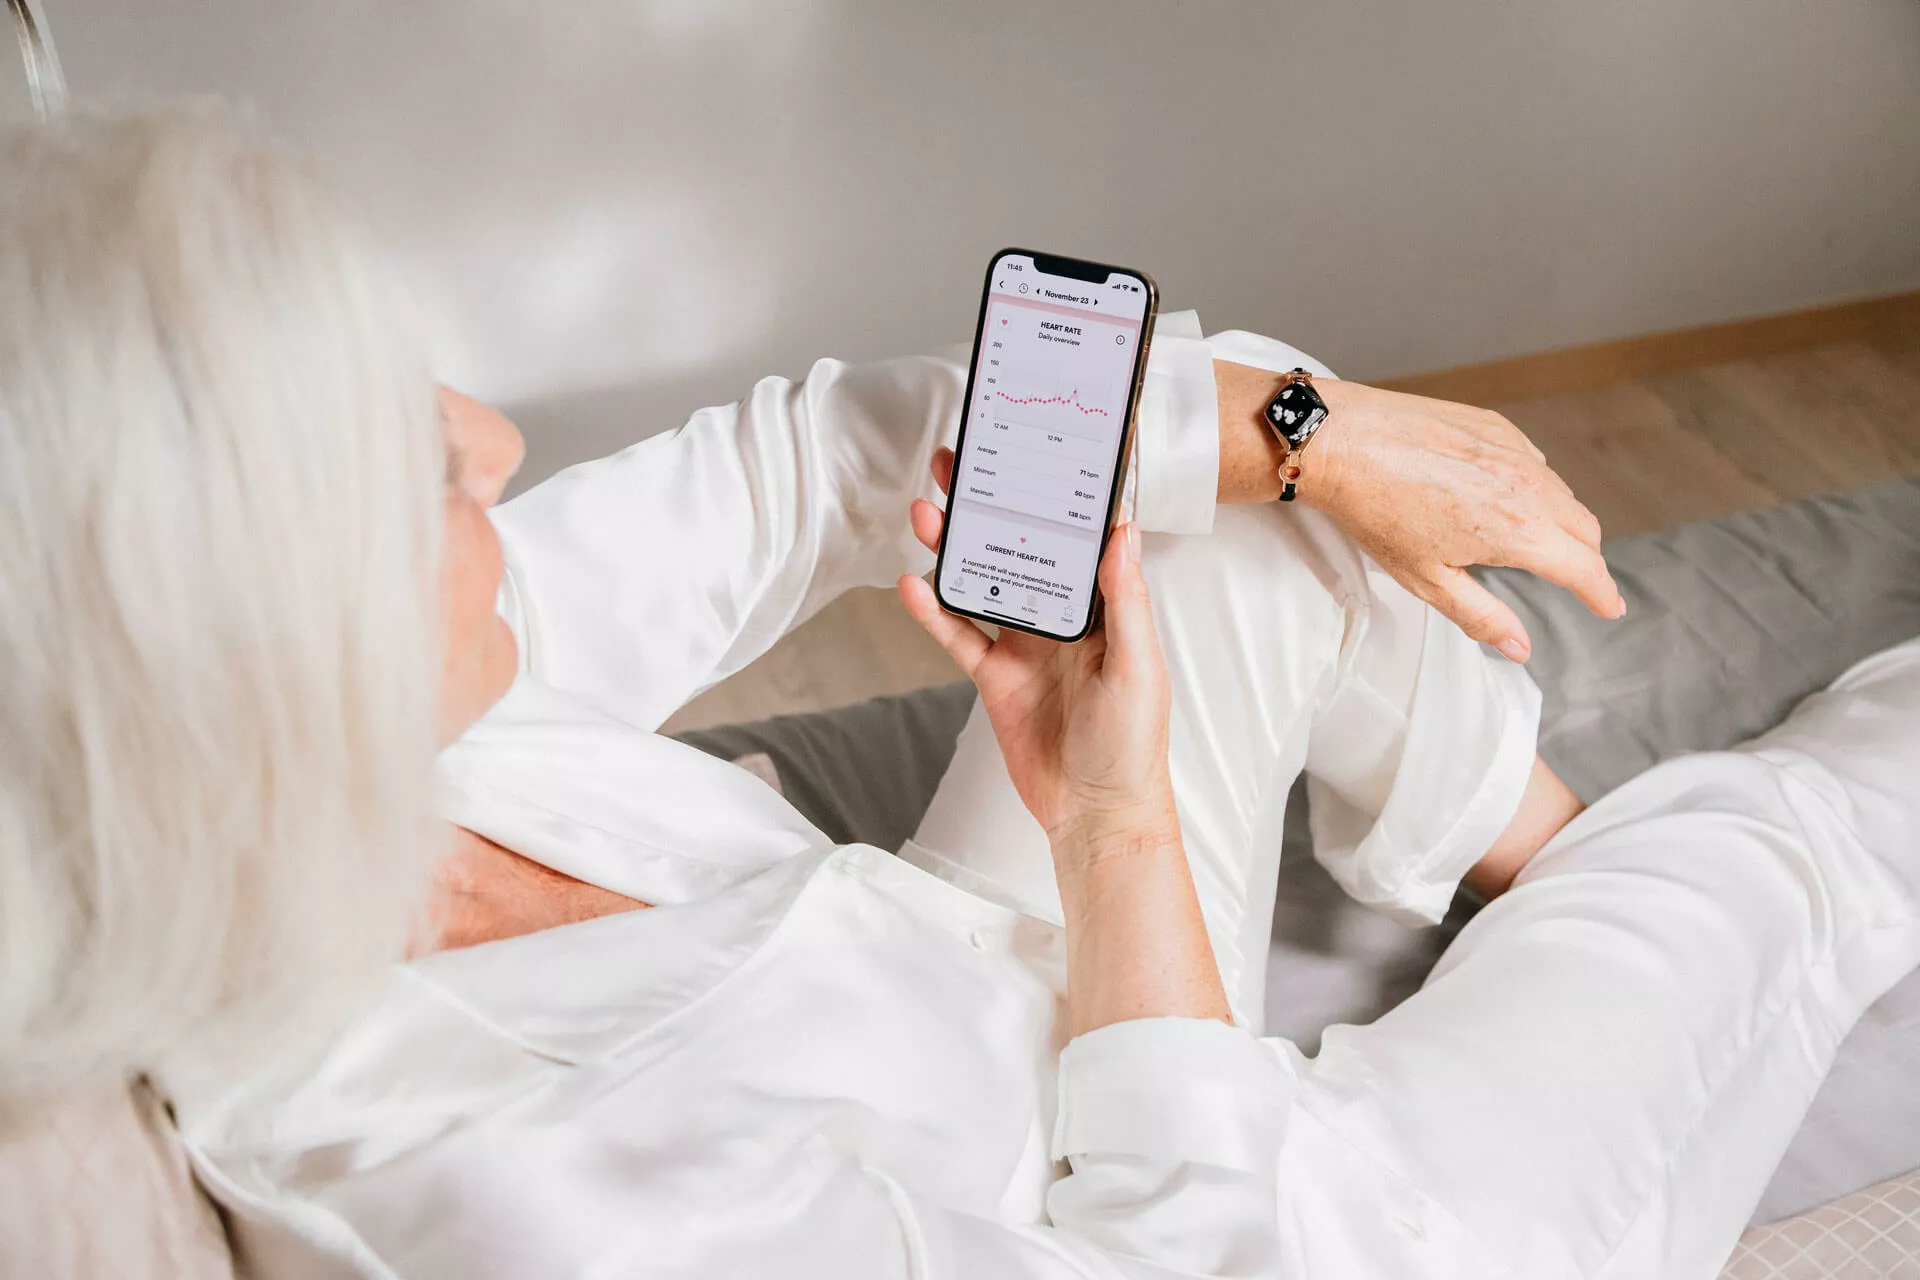 11:45
November 23
HEART RATE
Daily overview
200
150
100
50
0
12 AM
12 PM
Average
71 bpm
Minimum
50 bpm
Maximum
138 bpm
CURRENT HEART RATE
A normal HR will vary depending on how
active you are and your emotional state.
Wellness
Readiness
My Diary
Coach